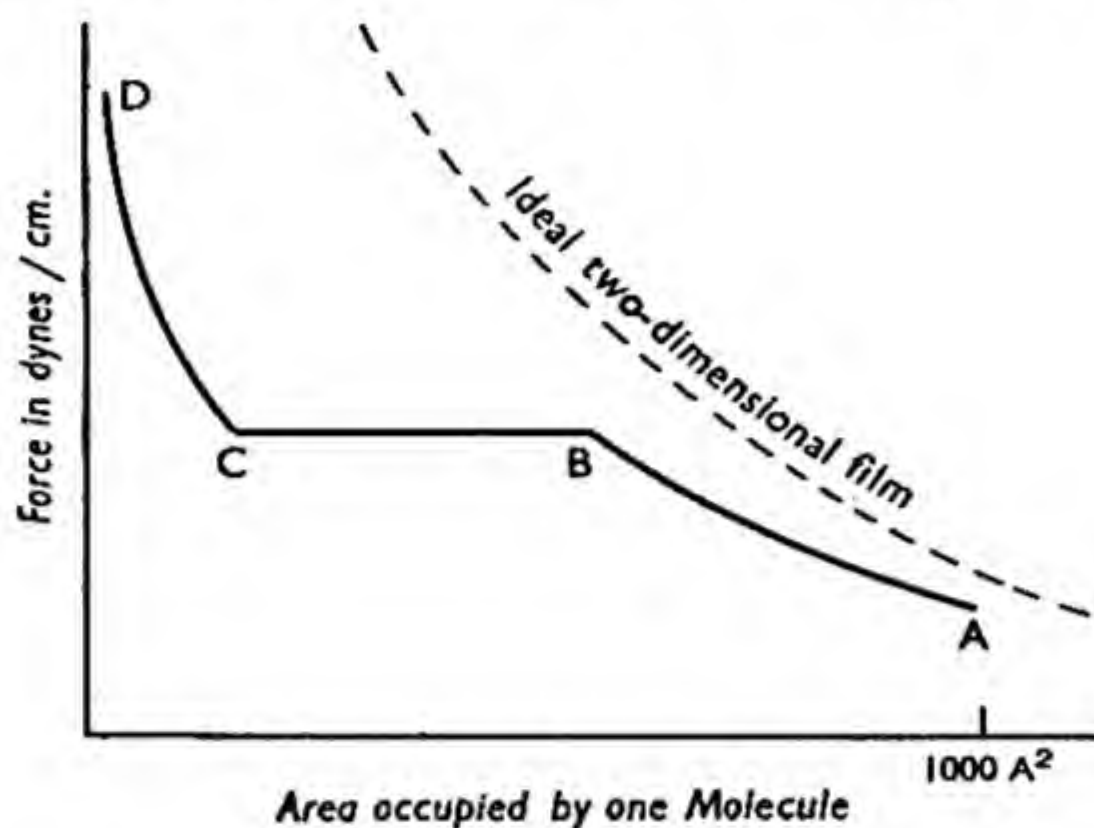 D
Force in dynes / cm.
Ideal two-dimensional film
C
B
A
1000 A²
Area occupied by one Molecule